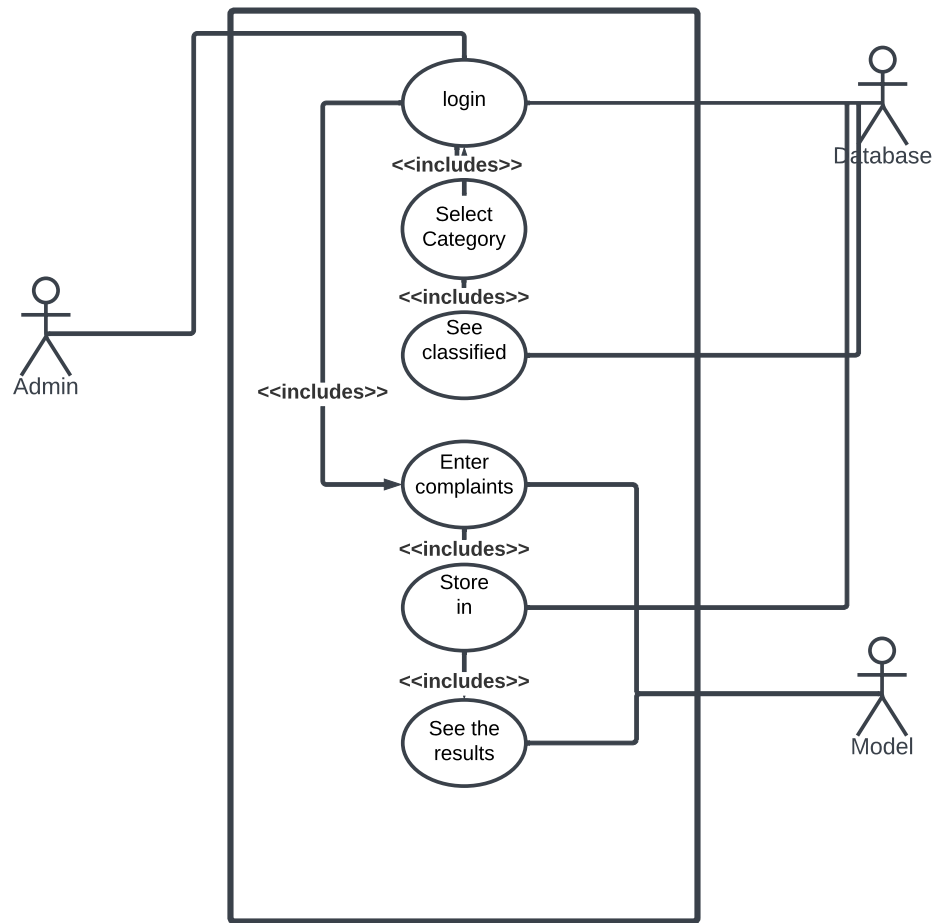 login
<<includes>>
Select
Category
<<includes>>
See
classified
<<includes>>
Enter
complaints
<<includes>>
Store
in
<<includes>>
See the
results
Admin
Database
Model